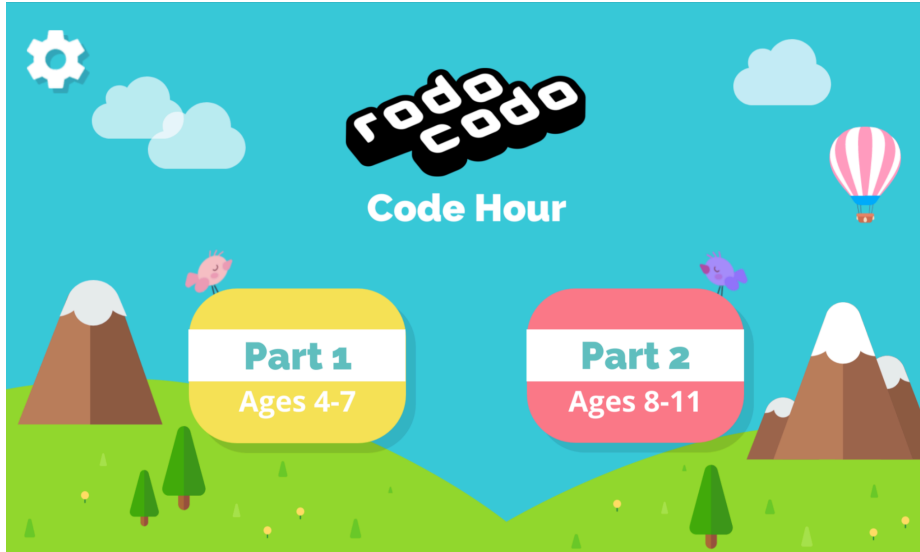 rodo
codo
Code Hour
Part 1
Ages 4-7
Part 2
Ages 8-11